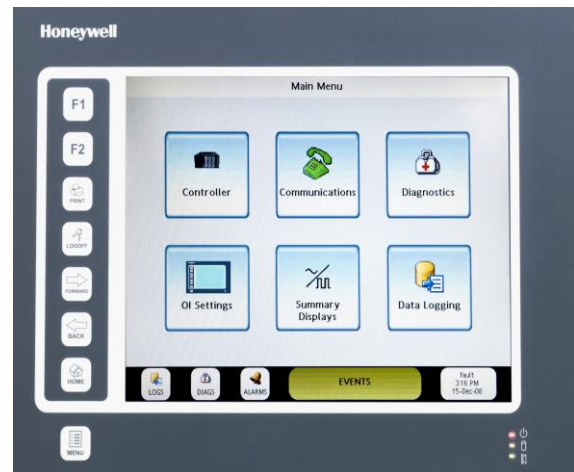 Honeywell
Main Menu
F1
F2
PRINT
LOGOFF
FORWARD
BACK
HOME
MENU
Controller
Communications
Diagnostics
OI Settings
Summary
Displays
Data Logging
LOGS
DIAGS
ALARMS
EVENTS
Fault
3:16 PM
15-Dec-08